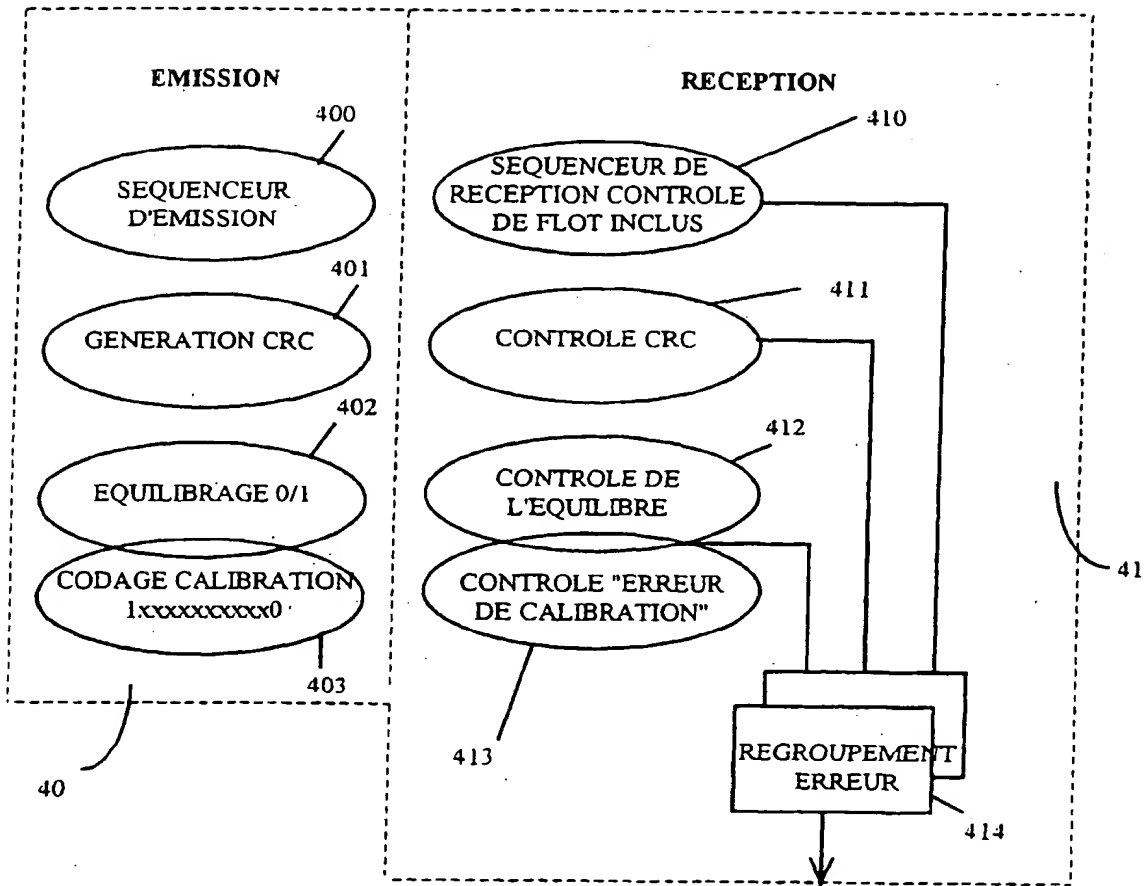 EMISSION
400
SEQUENCEUR
D'EMISSION
401
GENERATION CRC
402
EQUILIBRAGE 0/1
CODAGE CALIBRATION
1xxxxxxxxxx0
403
40
RECEPTION
410
SEQUENCEUR DE
RECEPTION CONTROLE
DE FLOT INCLUS
411
CONTROLE CRC
412
CONTROLE DE
L'EQUILIBRE
CONTROLE "ERREUR
DE CALIBRATION"
413
41
REGROUPEMENT
ERREUR
414